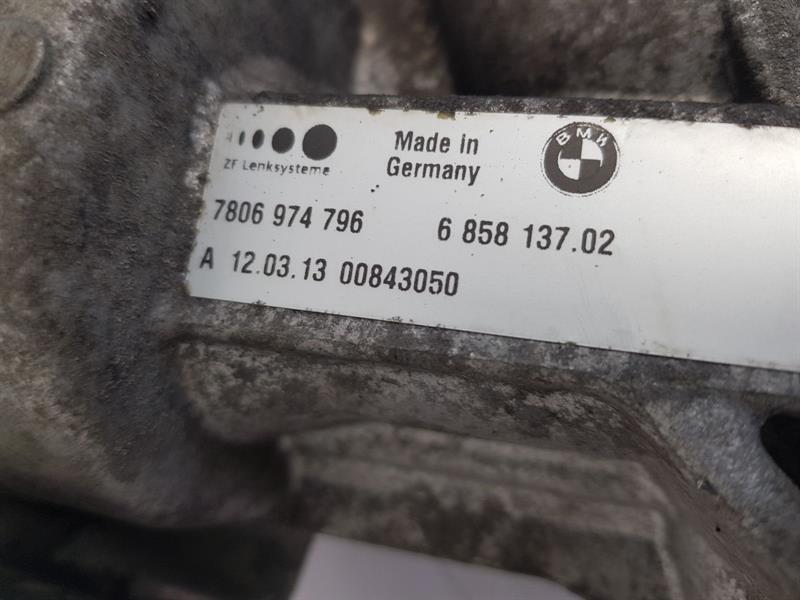 ZF Lenksysteme
Made in
Germany
BMW
7806 974 796 6 858 137.02
A 12.03.13 00843050